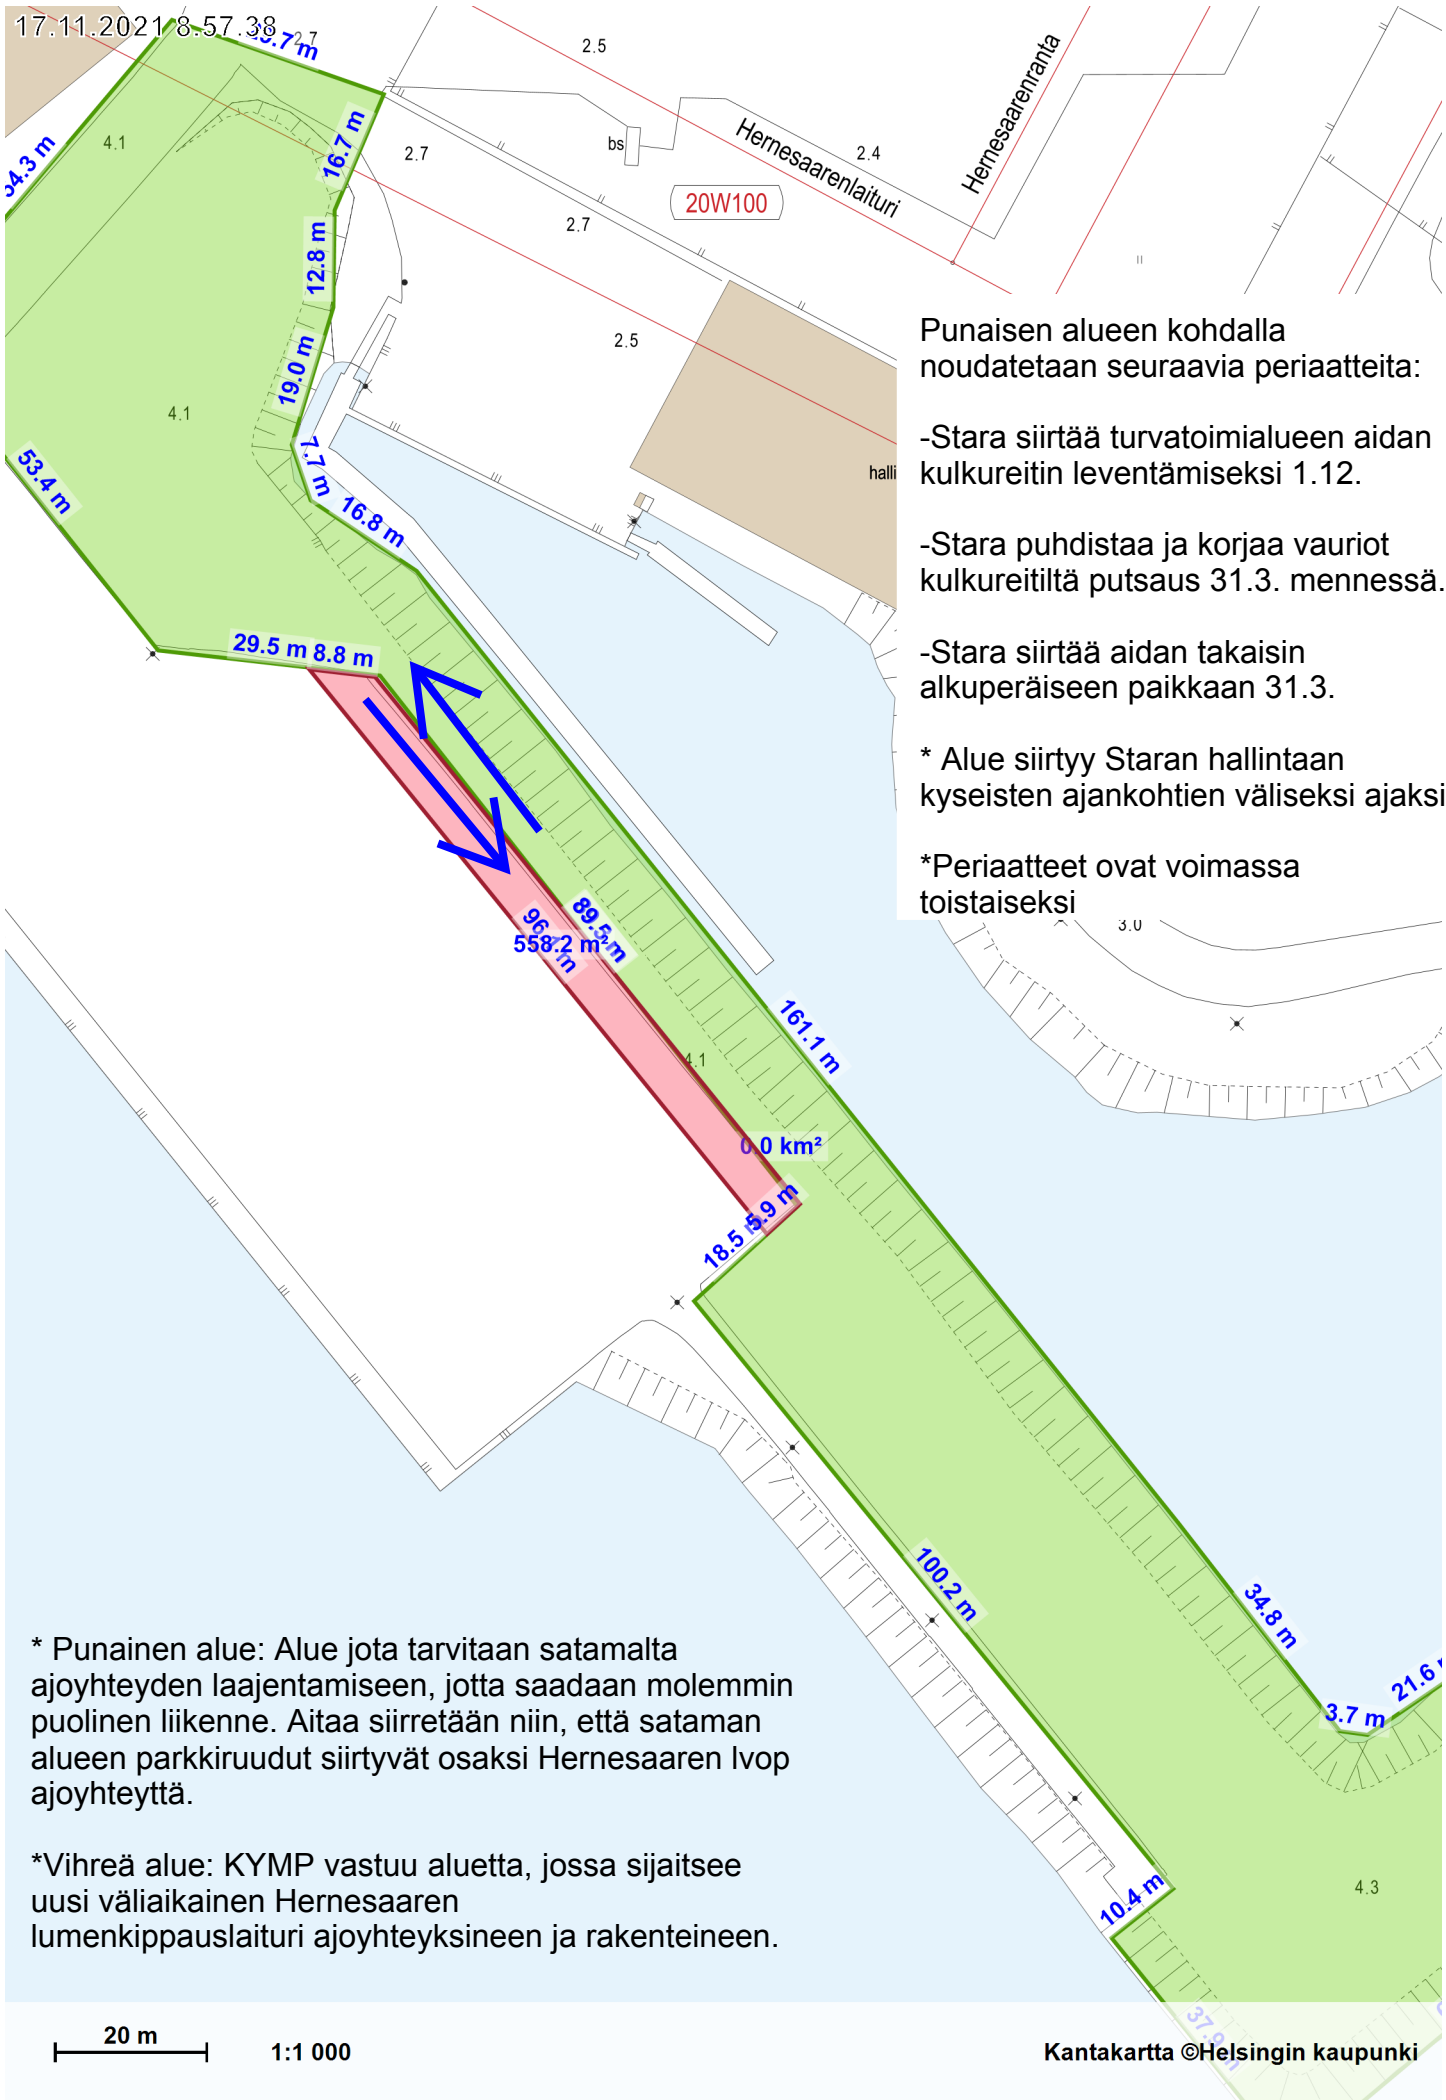 17.11.2021 8.57.38
2.7
2.5
Hernesaarenranta
54.3 m
4.1
16.7 m
2.7
bs
Hernesaarenlaituri
2.4
20W100
2.7
12.8 m
19.0 m
2.5
4.1
7.7 m
16.8 m
53.4 m
halli
Punaisen alueen kohdalla
noudatetaan seuraavia periaatteita:
-Stara siirtää turvatoimialueen aidan
kulkureitin leventämiseksi 1.12.
-Stara puhdistaa ja korjaa vauriot
kulkureitiltä putsaus 31.3. mennessä.
-Stara siirtää aidan takaisin
alkuperäiseen paikkaan 31.3.
* Alue siirtyy Staran hallintaan
kyseisten ajankohtien väliseksi ajaksi
*Periaatteet ovat voimassa
toistaiseksi
29.5 m
8.8 m
89.5 m
558.2 m²
3.0
161.1 m
4.1
0.0 km²
5.9 m
18.5 m
100.2 m
34.8 m
3.7 m
21.6 m
10.4 m
4.3
37.9 m
* Punainen alue: Alue jota tarvitaan satamalta
ajoyhteyden laajentamiseen, jotta saadaan molemmin
puolinen liikenne. Aitaa siirretään niin, että sataman
alueen parkkiruudut siirtyvät osaksi Hernesaaren lvop
ajoyhteyttä.
*Vihreä alue: KYMP vastuu aluetta, jossa sijaitsee
uusi väliaikainen Hernesaaren
lumenkippauslaituri ajoyhteyksineen ja rakenteineen.
20 m
1:1 000
Kantakartta ©Helsingin kaupunki